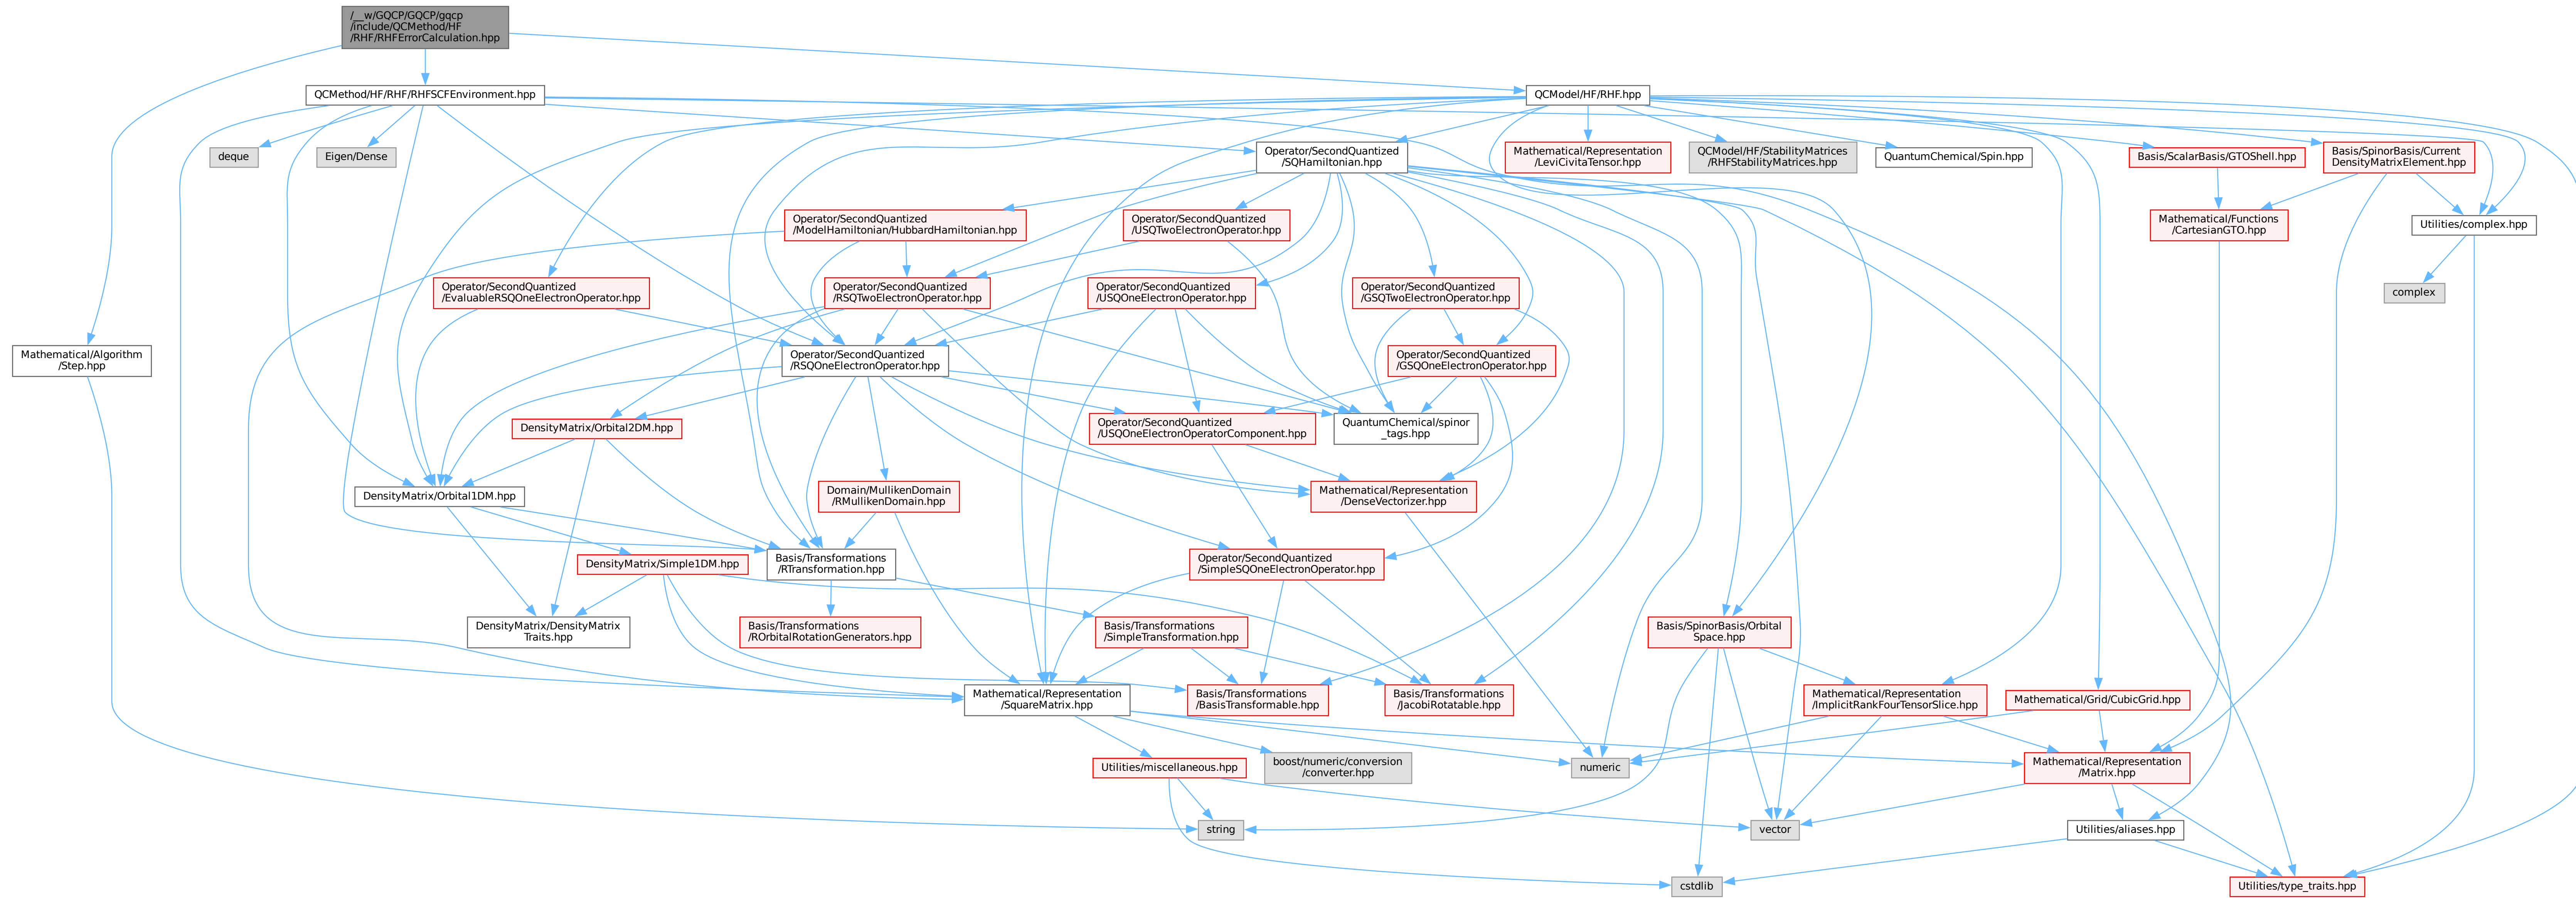 /__w/GQCP/GQCP/gqcp
/include/QCMethod/HF
/RHF/RHFErrorCalculation.hpp
QCMethod/HF/RHF/RHFSCFEnvironment.hpp
QCModel/HF/RHF.hpp
deque
Eigen/Dense
Operator/SecondQuantized
/SQHamiltonian.hpp
Mathematical/Representation
/LeviCivitaTensor.hpp
QCModel/HF/StabilityMatrices
/RHFStabilityMatrices.hpp
QuantumChemical/Spin.hpp
Basis/ScalarBasis/GTOShell.hpp
Basis/SpinorBasis/Current
DensityMatrixElement.hpp
Operator/SecondQuantized
/ModelHamiltonian/HubbardHamiltonian.hpp
Operator/SecondQuantized
/USQTwoElectronOperator.hpp
Mathematical/Functions
/CartesianGTO.hpp
Utilities/complex.hpp
Operator/SecondQuantized
/EvaluableRSQOneElectronOperator.hpp
Operator/SecondQuantized
/RSQTwoElectronOperator.hpp
Operator/SecondQuantized
/USQOneElectronOperator.hpp
Operator/SecondQuantized
/GSQTwoElectronOperator.hpp
complex
Mathematical/Algorithm
/Step.hpp
Operator/SecondQuantized
/RSQOneElectronOperator.hpp
Operator/SecondQuantized
/GSQOneElectronOperator.hpp
DensityMatrix/Orbital2DM.hpp
Operator/SecondQuantized
/USQOneElectronOperatorComponent.hpp
QuantumChemical/spinor
_tags.hpp
DensityMatrix/Orbital1DM.hpp
Domain/MullikenDomain
/RMullikenDomain.hpp
Mathematical/Representation
/DenseVectorizer.hpp
DensityMatrix/Simple1DM.hpp
Basis/Transformations
/RTransformation.hpp
Operator/SecondQuantized
/SimpleSQOneElectronOperator.hpp
DensityMatrix/DensityMatrix
Traits.hpp
Basis/Transformations
/ROrbitalRotationGenerators.hpp
Basis/Transformations
/SimpleTransformation.hpp
Basis/SpinorBasis/Orbital
Space.hpp
Mathematical/Representation
/SquareMatrix.hpp
Basis/Transformations
/BasisTransformable.hpp
Basis/Transformations
/JacobiRotatable.hpp
Mathematical/Representation
/ImplicitRankFourTensorSlice.hpp
Mathematical/Grid/CubicGrid.hpp
Utilities/miscellaneous.hpp
boost/numeric/conversion
/converter.hpp
numeric
Mathematical/Representation
/Matrix.hpp
string
vector
Utilities/aliases.hpp
cstdlib
Utilities/type_traits.hpp